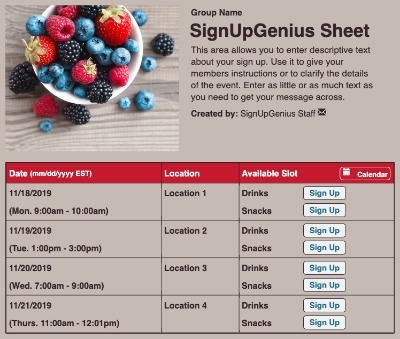 Group Name
SignUpGenius Sheet
This area allows you to enter descriptive text
about your sign up. Use it to give your
members instructions or to clarify the details
of the event. Enter as little or as much text as
you need to get your message across.
Created by: SignUpGenius Staff
Date (mm/dd/yyyy EST) Location Available Slot Calendar
11/18/2019 Location 1 Drinks Sign Up
(Mon. 9:00am - 10:00am) Snacks Sign Up
11/19/2019 Location 2 Drinks Sign Up
(Tue. 1:00pm - 3:00pm) Snacks Sign Up
11/20/2019 Location 3 Drinks Sign Up
(Wed. 7:00am - 9:00am) Snacks Sign Up
11/21/2019 Location 4 Drinks Sign Up
(Thurs. 11:00am - 12:01pm) Snacks Sign Up